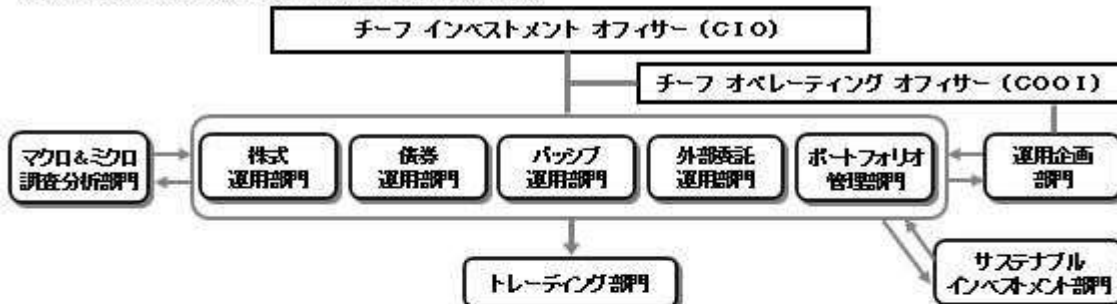 チーフ インベストメント オフィサー (CIO)
チーフ オペレーティング オフィサー (COOI)
マクロ&ミクロ
調査分析部門
株式
運用部門
債券
運用部門
パッシブ
運用部門
外部委託
運用部門
ポートフォリオ
管理部門
運用企画
部門
トレーディング部門
サステナブル
インベストメント部門